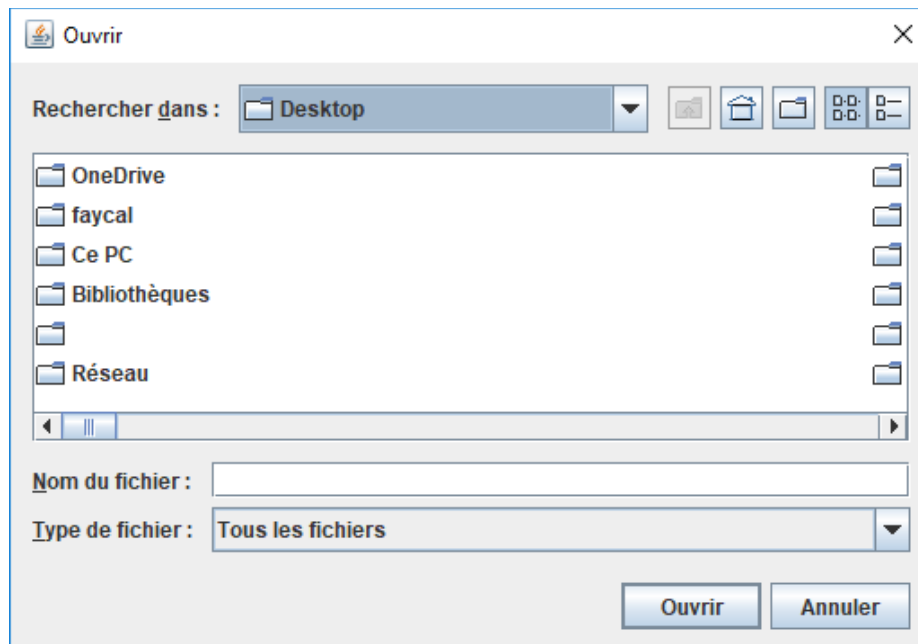 Ouvrir
Rechercher dans : Desktop
OneDrive
faycal
Ce PC
Bibliothèques
Réseau
Nom du fichier :
Type de fichier : Tous les fichiers
Ouvrir Annuler